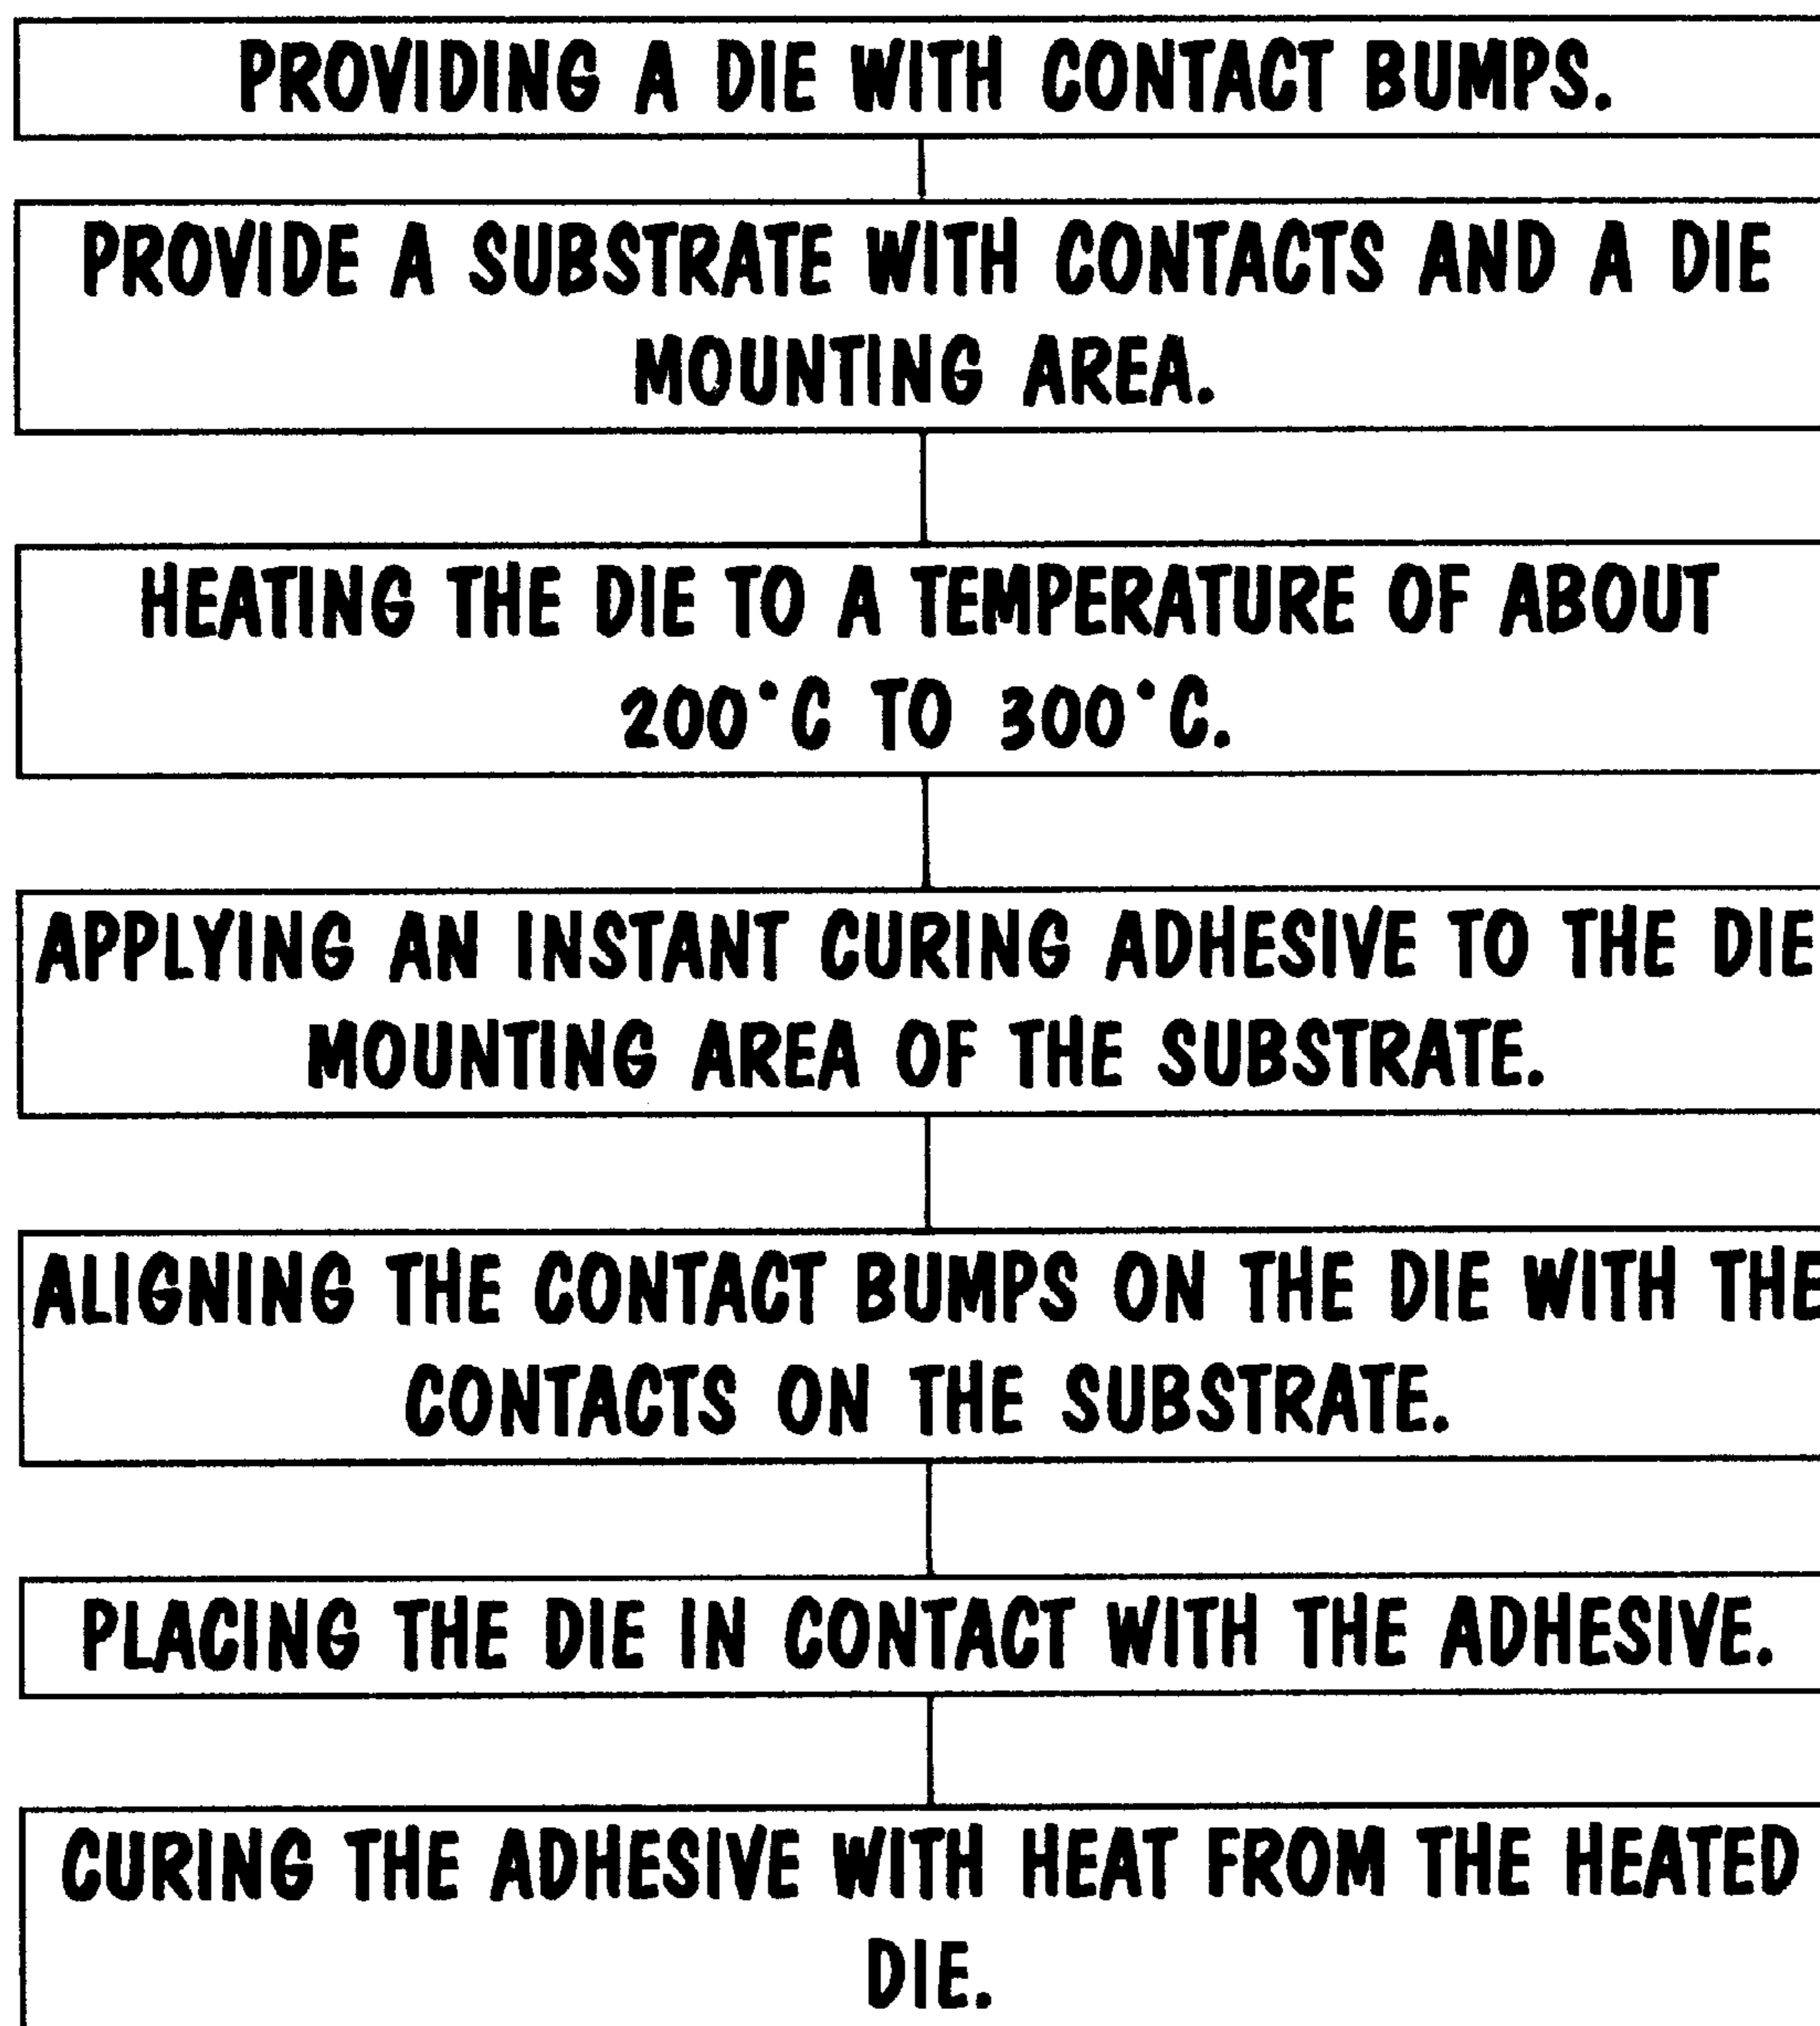 PROVIDING A DIE WITH CONTACT BUMPS.
PROVIDE A SUBSTRATE WITH CONTACTS AND A DIE
MOUNTING AREA.
HEATING THE DIE TO A TEMPERATURE OF ABOUT
200°C TO 300°C.
APPLYING AN INSTANT CURING ADHESIVE TO THE DIE
MOUNTING AREA OF THE SUBSTRATE.
ALIGNING THE CONTACT BUMPS ON THE DIE WITH THE
CONTACTS ON THE SUBSTRATE.
PLACING THE DIE IN CONTACT WITH THE ADHESIVE.
CURING THE ADHESIVE WITH HEAT FROM THE HEATED
DIE.